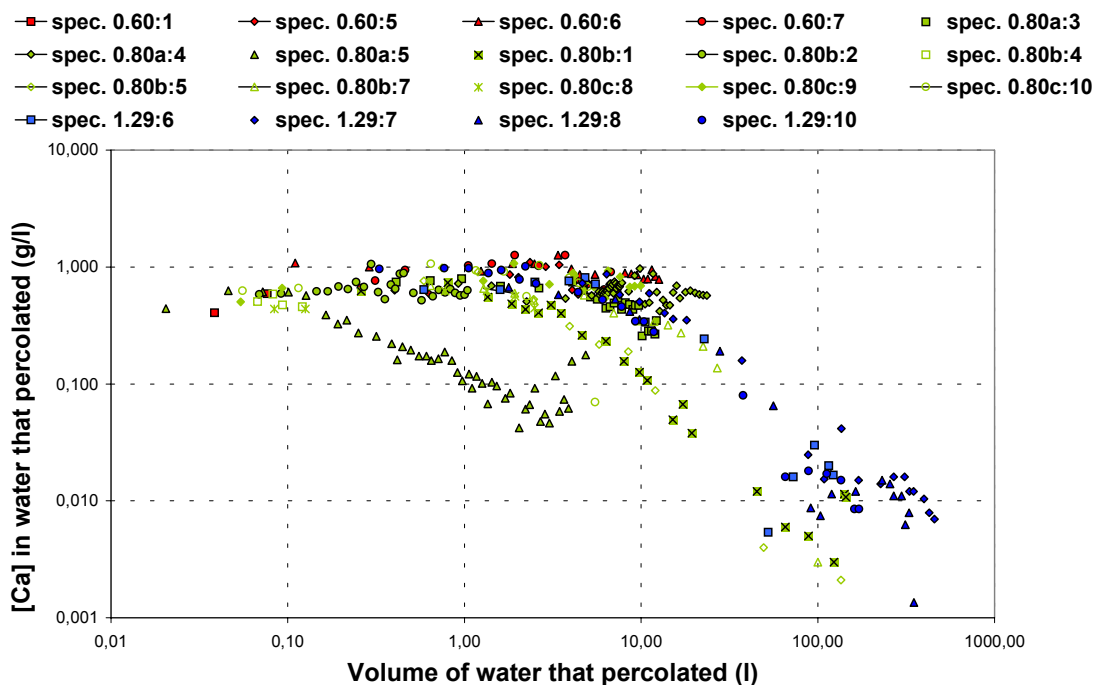 spec. 0.60:1 spec. 0.60:5 spec. 0.60:6 spec. 0.60:7 spec. 0.80a:3
spec. 0.80a:4 spec. 0.80a:5 spec. 0.80b:1 spec. 0.80b:2 spec. 0.80b:4
spec. 0.80b:5 spec. 0.80b:7 spec. 0.80c:8 spec. 0.80c:9 spec. 0.80c:10
spec. 1.29:6 spec. 1.29:7 spec. 1.29:8 spec. 1.29:10
[Ca] in water that percolated (g/l)
10,000
1,000
0,100
0,010
0,001
0,01 0,10 1,00 10,00 100,00 1000,00
Volume of water that percolated (l)